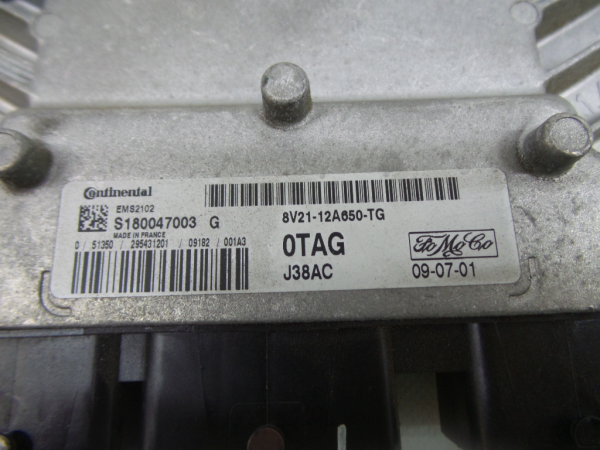 Continental
EMS2102
S180047003 G
MADE IN FRANCE
0 / 51350 / 295431201 / 09182 / 001A3
8V21-12A650-TG
0TAG
FoMoCo
J38AC
09-07-01